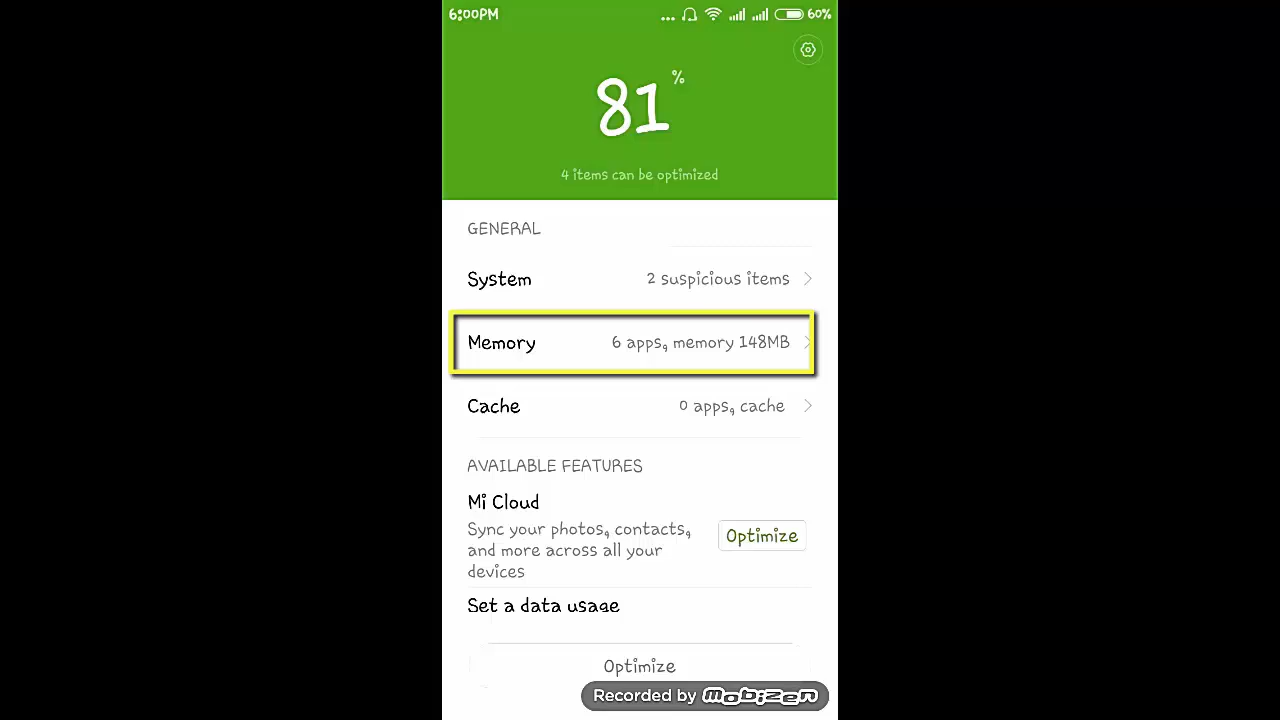 6:00PM
60%
81%
4 items can be optimized
GENERAL
System 2 suspicious items
Memory 6 apps, memory 148MB
Cache 0 apps, cache
AVAILABLE FEATURES
Mi Cloud
Sync your photos, contacts,
and more across all your
devices
Optimize
Set a data usage
Optimize
Recorded by mobizen